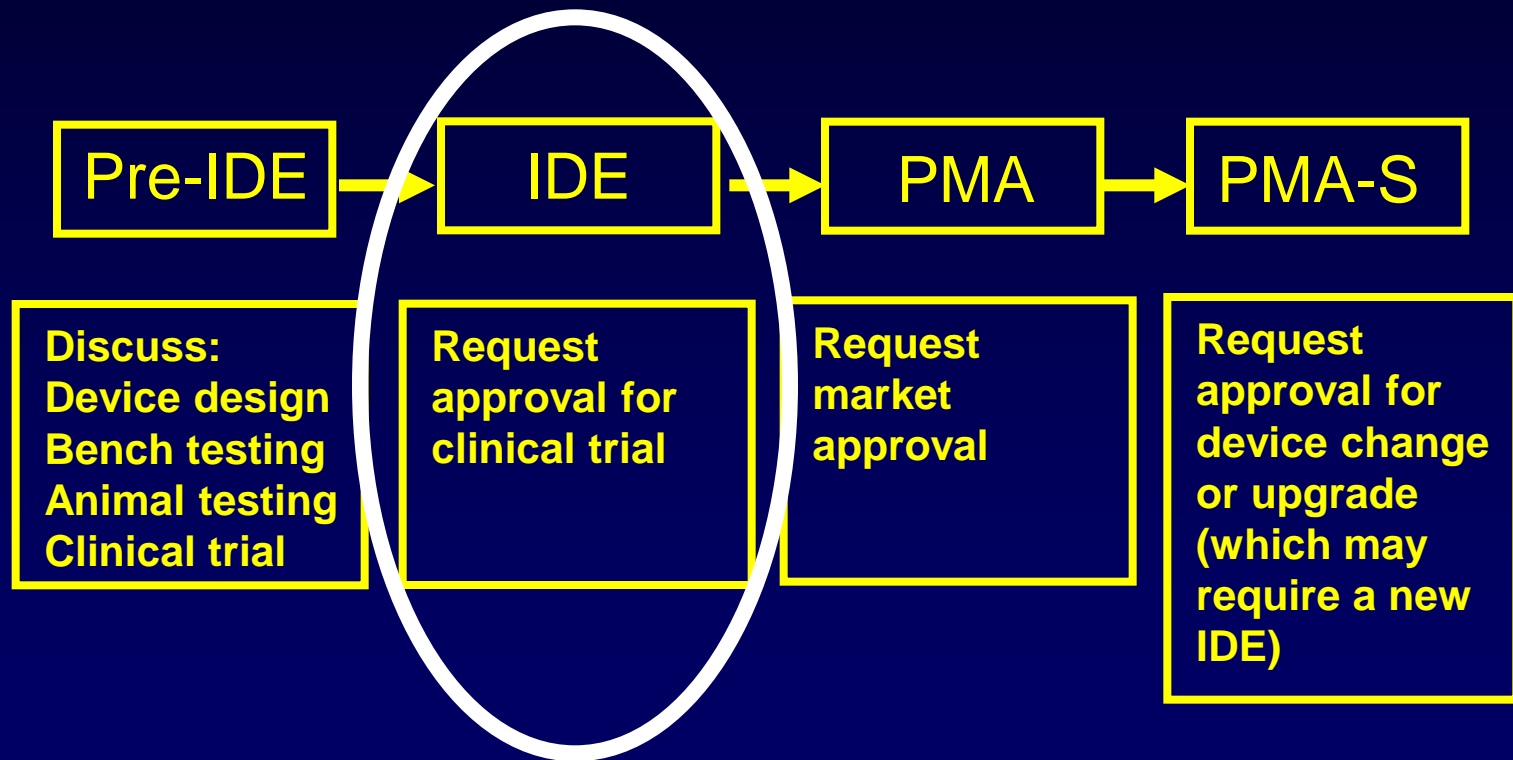 Pre-IDE
IDE
PMA
PMA-S
Discuss:
Device design
Bench testing
Animal testing
Clinical trial
Request
approval for
clinical trial
Request
market
approval
Request
approval for
device change
or upgrade
(which may
require a new
IDE)